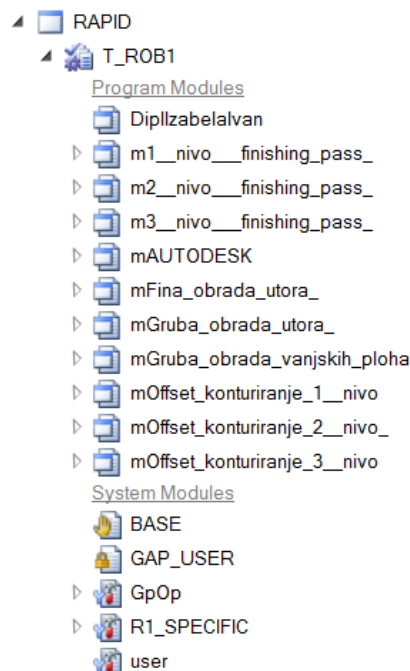 RAPID
T_ROB1
Program Modules
DiplIzabelaIvan
m1__nivo___finishing_pass_
m2__nivo___finishing_pass_
m3__nivo___finishing_pass_
mAUTODESK
mFina_obrada_utora_
mGruba_obrada_utora_
mGruba_obrada_vanjskih_ploha
mOffset_konturiranje_1__nivo
mOffset_konturiranje_2__nivo_
mOffset_konturiranje_3__nivo
System Modules
BASE
GAP_USER
GpOp
R1_SPECIFIC
user